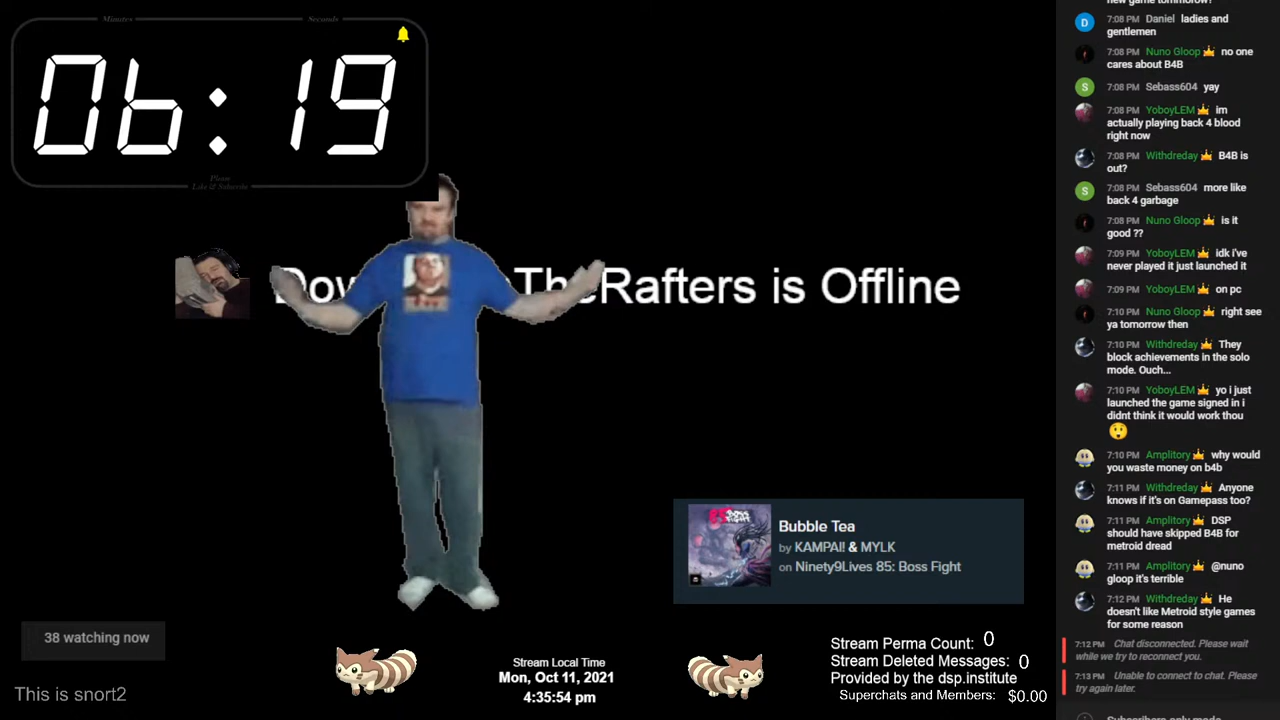 Minutes
Seconds
06:19
Please
Like & Subscribe
Dow TheRafters is Offline
Bubble Tea
by KAMPAI! & MYLK
on Ninety9Lives 85: Boss Fight
38 watching now
This is snort2
Stream Local Time
Mon, Oct 11, 2021
4:35:54 pm
Stream Perma Count: 0
Stream Deleted Messages: 0
Provided by the dsp.institute
Superchats and Members: $0.00
new game tommorow?
7:08 PM Daniel ladies and
gentlemen
7:08 PM Nuno Gloop no one
cares about B4B
7:08 PM Sebass604 yay
7:08 PM YoboyLEM im
actually playing back 4 blood
right now
7:08 PM Withdreday B4B is
out?
7:08 PM Sebass604 more like
back 4 garbage
7:08 PM Nuno Gloop is it
good ??
7:09 PM YoboyLEM idk i've
never played it just launched it
7:09 PM YoboyLEM on pc
7:10 PM Nuno Gloop right see
ya tomorrow then
7:10 PM Withdreday They
block achievements in the solo
mode. Ouch...
7:10 PM YoboyLEM yo i just
launched the game signed in i
didnt think it would work thou
7:10 PM Amplitory why would
you waste money on b4b
7:11 PM Withdreday Anyone
knows if it's on Gamepass too?
7:11 PM Amplitory DSP
should have skipped B4B for
metroid dread
7:11 PM Amplitory @nuno
gloop it's terrible
7:12 PM Withdreday He
doesn't like Metroid style games
for some reason
7:12 PM Chat disconnected. Please wait
while we try to reconnect you.
7:13 PM Unable to connect to chat. Please
try again later.
Subscribers-only mode